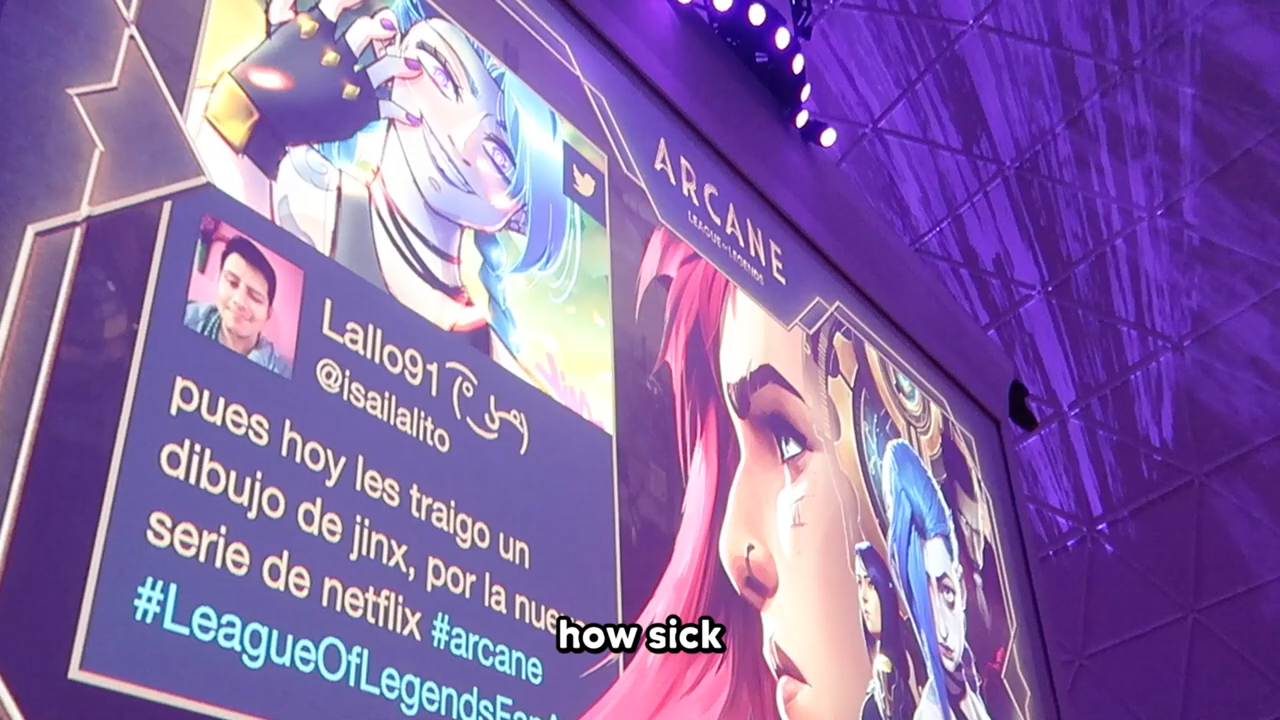 ARCANE
LEAGUE OF LEGENDS
Lallo91 ( ͡° ͜ʖ ͡°)
@isailalito
pues hoy les traigo un
dibujo de jinx, por la
serie de netflix #arcane
how sick